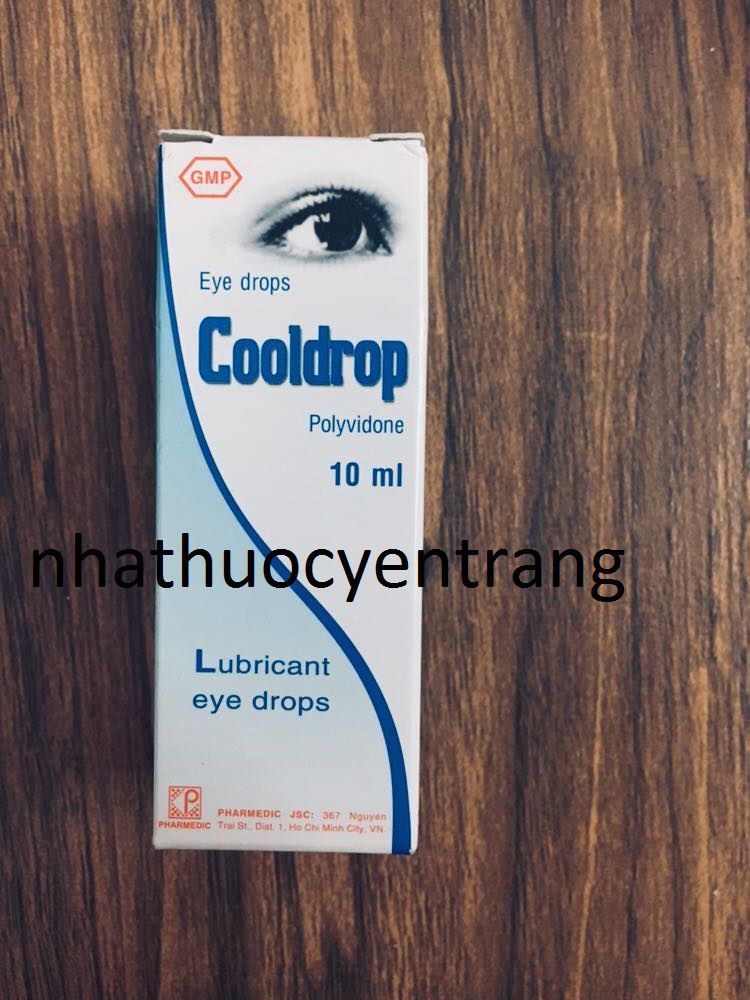 GMP
Eye drops
Cooldrop
Polyvidone
10 ml
nhathuocyentrang
Lubricant
eye drops
PHARMEDIC
PHARMEDIC JSC: 367 Nguyen
Trai St., Dist. 1, Ho Chi Minh City, VN.